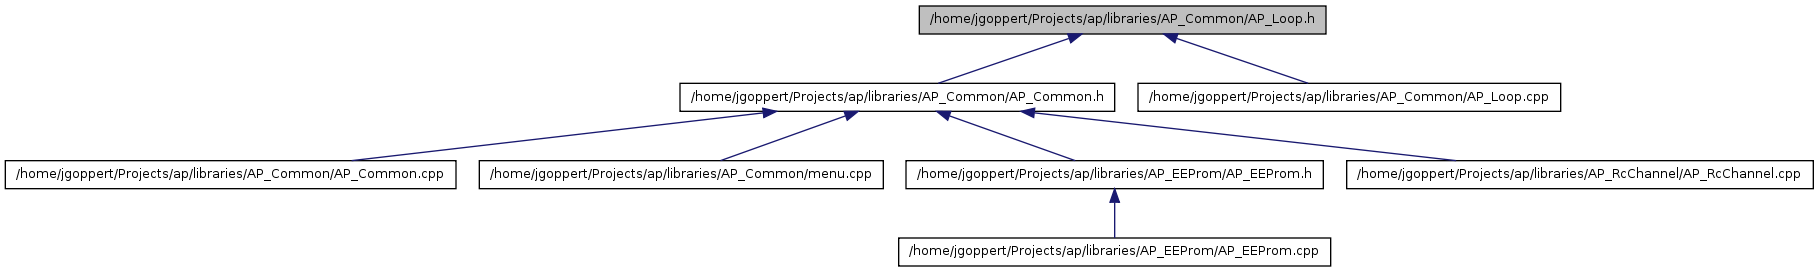 /home/jgoppert/Projects/ap/libraries/AP_Common/AP_Loop.h
/home/jgoppert/Projects/ap/libraries/AP_Common/AP_Common.h
/home/jgoppert/Projects/ap/libraries/AP_Common/AP_Loop.cpp
/home/jgoppert/Projects/ap/libraries/AP_Common/AP_Common.cpp
/home/jgoppert/Projects/ap/libraries/AP_Common/menu.cpp
/home/jgoppert/Projects/ap/libraries/AP_EEProm/AP_EEProm.h
/home/jgoppert/Projects/ap/libraries/AP_RcChannel/AP_RcChannel.cpp
/home/jgoppert/Projects/ap/libraries/AP_EEProm/AP_EEProm.cpp